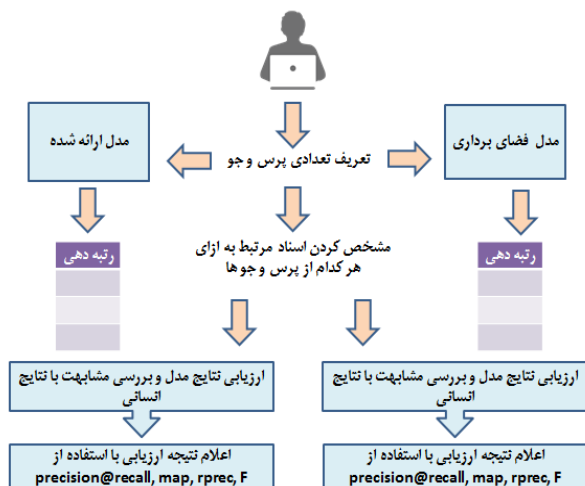 مدل ارائه شده
تعریف تعدادی پرس و جو
مدل فضای برداری
رتبه دهی
مشخص کردن اسناد مرتبط به ازای
هر کدام از پرس و جو ها
رتبه دهی
ارزیابی نتایج مدل و بررسی مشابهت با نتایج
انسانی
ارزیابی نتایج مدل و بررسی مشابهت با نتایج
انسانی
اعلام نتیجه ارزیابی با استفاده از
precision@recall, map, rprec, F
اعلام نتیجه ارزیابی با استفاده از
precision@recall, map, rprec, F